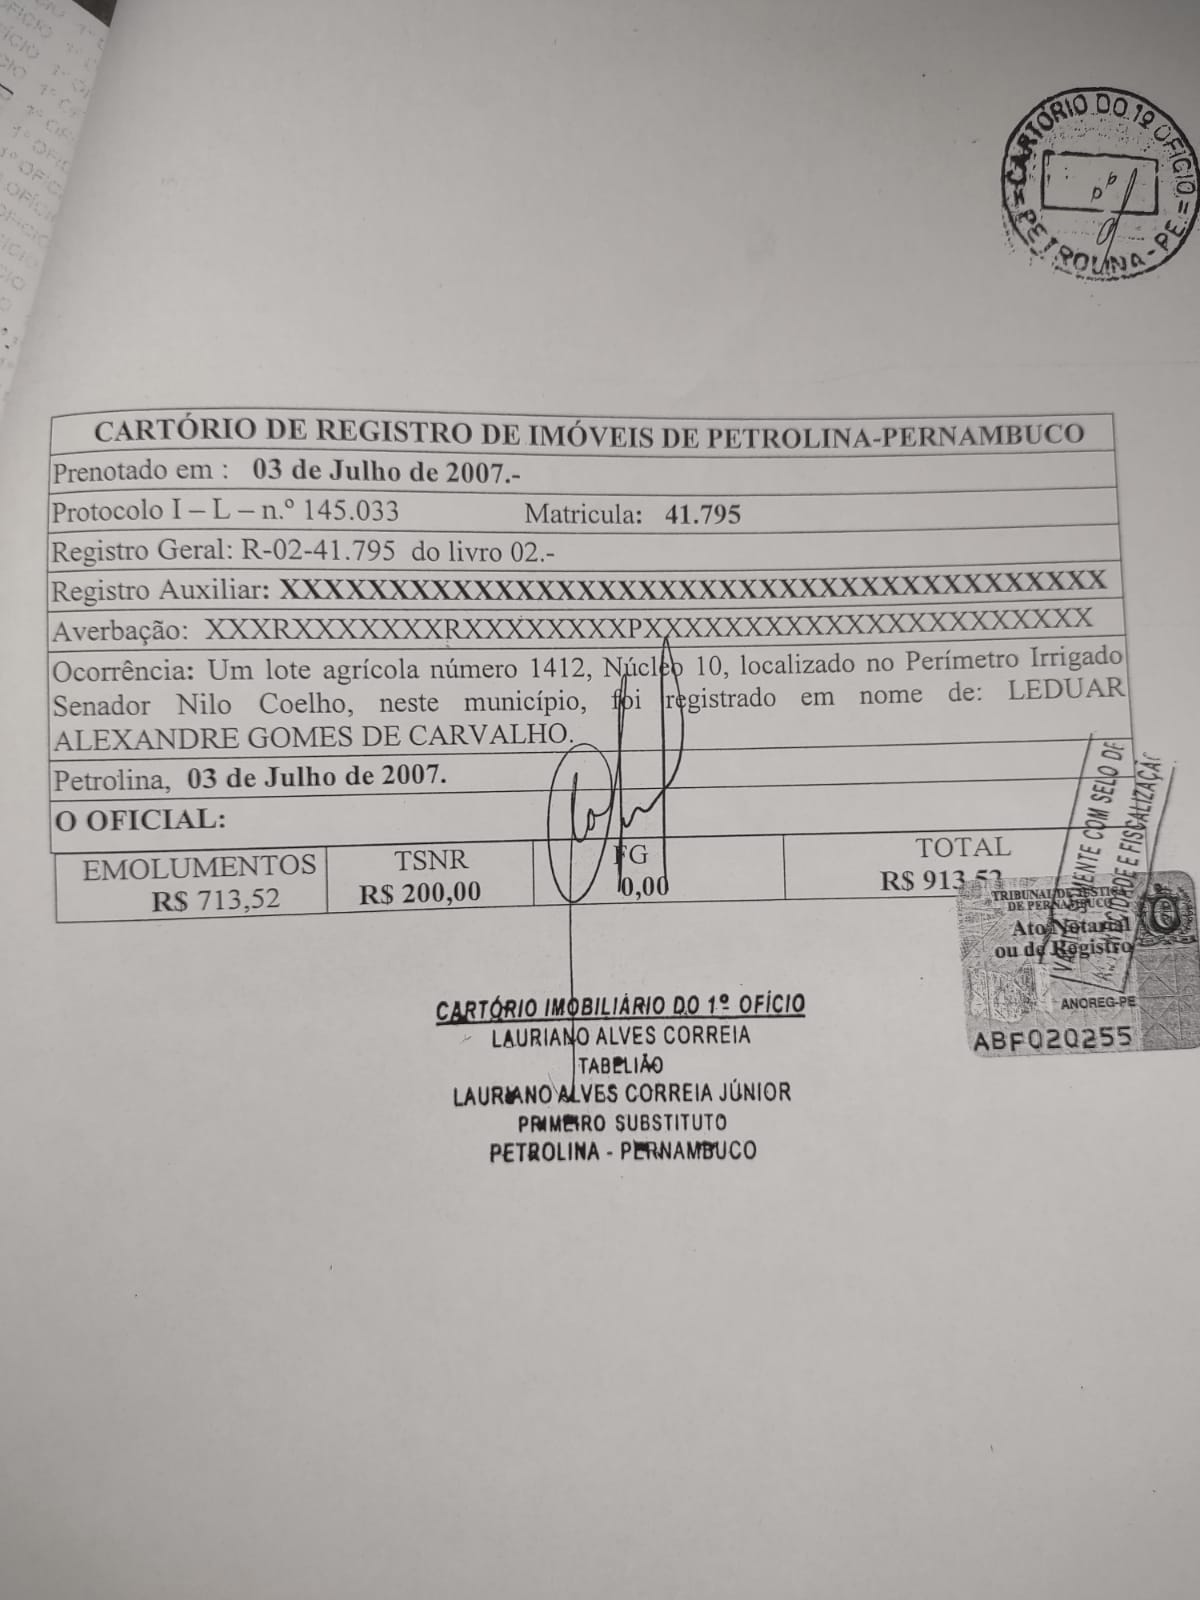 CARTÓRIO DO 1º OFÍCIO
PETROLINA-PE
CARTÓRIO DE REGISTRO DE IMÓVEIS DE PETROLINA-PERNAMBUCO
Prenotado em : 03 de Julho de 2007.-
Protocolo I – L – n.º 145.033 Matricula: 41.795
Registro Geral: R-02-41.795 do livro 02.-
Registro Auxiliar: XXXXXXXXXXXXXXXXXXXXXXXXXXXXXXXXXXXXXX
Averbação: XXXRXXXXXXXRXXXXXXXXPXXXXXXXXXXXXXXXXXXXXXX
Ocorrência: Um lote agrícola número 1412, Núcleo 10, localizado no Perímetro Irrigado
Senador Nilo Coelho, neste município, foi registrado em nome de: LEDUAR
ALEXANDRE GOMES DE CARVALHO.
Petrolina, 03 de Julho de 2007.
O OFICIAL:
EMOLUMENTOS TSNR FG TOTAL
R$ 713,52 R$ 200,00 0,00 R$ 913,52
COM SELO DE
E FISCALIZAÇÃO
TRIBUNAL DE JUSTIÇA
DE PERNAMBUCO
Ato Notarial
ou de Registro
ANOREG-PE
ABF020255
CARTÓRIO IMOBILIÁRIO DO 1º OFÍCIO
LAURIANO ALVES CORREIA
TABELIÃO
LAURIANO ALVES CORREIA JÚNIOR
PRIMEIRO SUBSTITUTO
PETROLINA - PERNAMBUCO